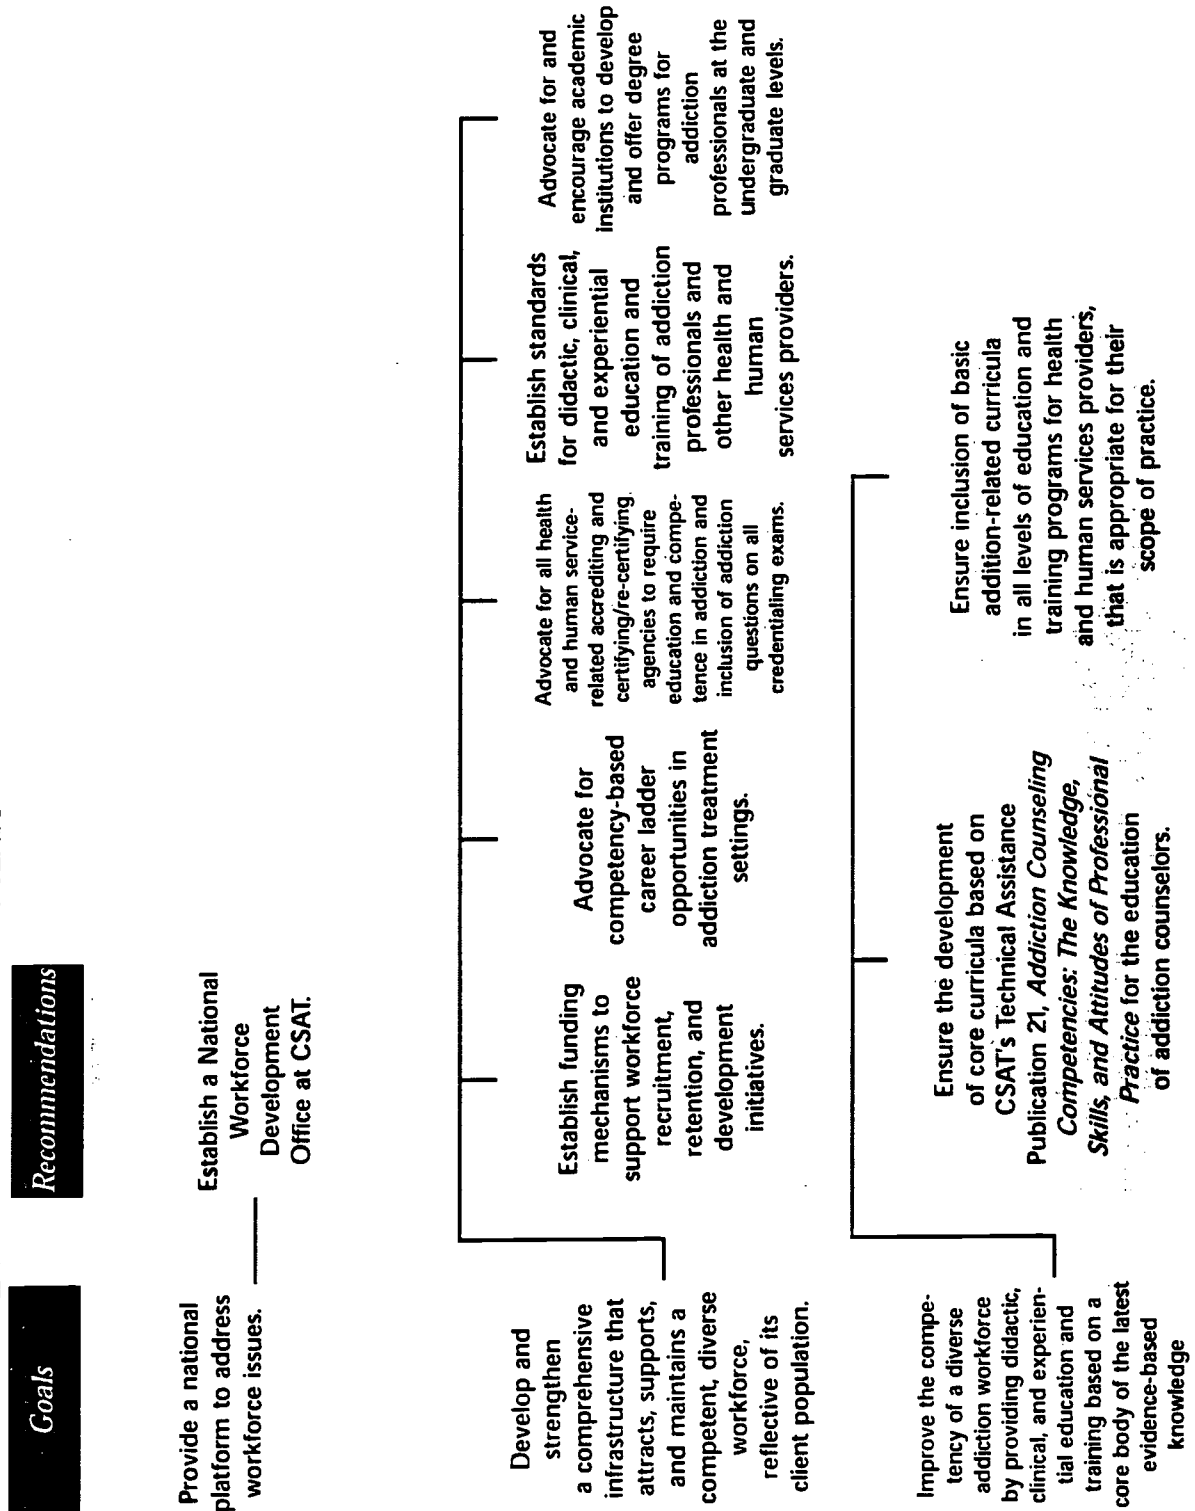 Goals
Recommendations
Provide a national
platform to address
workforce issues.
Establish a National
Workforce
Development
Office at CSAT.
Develop and
strengthen
a comprehensive
infrastructure that
attracts, supports,
and maintains a
competent, diverse
workforce,
reflective of its
client population.
Establish funding
mechanisms to
support workforce
recruitment,
retention, and
development
initiatives.
Advocate for
competency-based
career ladder
opportunities in
addiction treatment
settings.
Advocate for all health
and human service-
related accrediting and
certifying/re-certifying
agencies to require
education and compe-
tence in addiction and
inclusion of addiction
questions on all
credentialing exams.
Establish standards
for didactic, clinical,
and experiential
education and
training of addiction
professionals and
other health and
human
services providers.
Advocate for and
encourage academic
institutions to develop
and offer degree
programs for
addiction
professionals at the
undergraduate and
graduate levels.
Improve the compe-
tency of a diverse
addiction workforce
by providing didactic,
clinical, and experien-
tial education and
training based on a
core body of the latest
evidence-based
knowledge
Ensure the development
of core curricula based on
CSAT's Technical Assistance
Publication 21, Addiction Counseling
Competencies: The Knowledge,
Skills, and Attitudes of Professional
Practice for the education
of addiction counselors.
Ensure inclusion of basic
addition-related curricula
in all levels of education and
training programs for health
and human services providers,
that is appropriate for their
scope of practice.